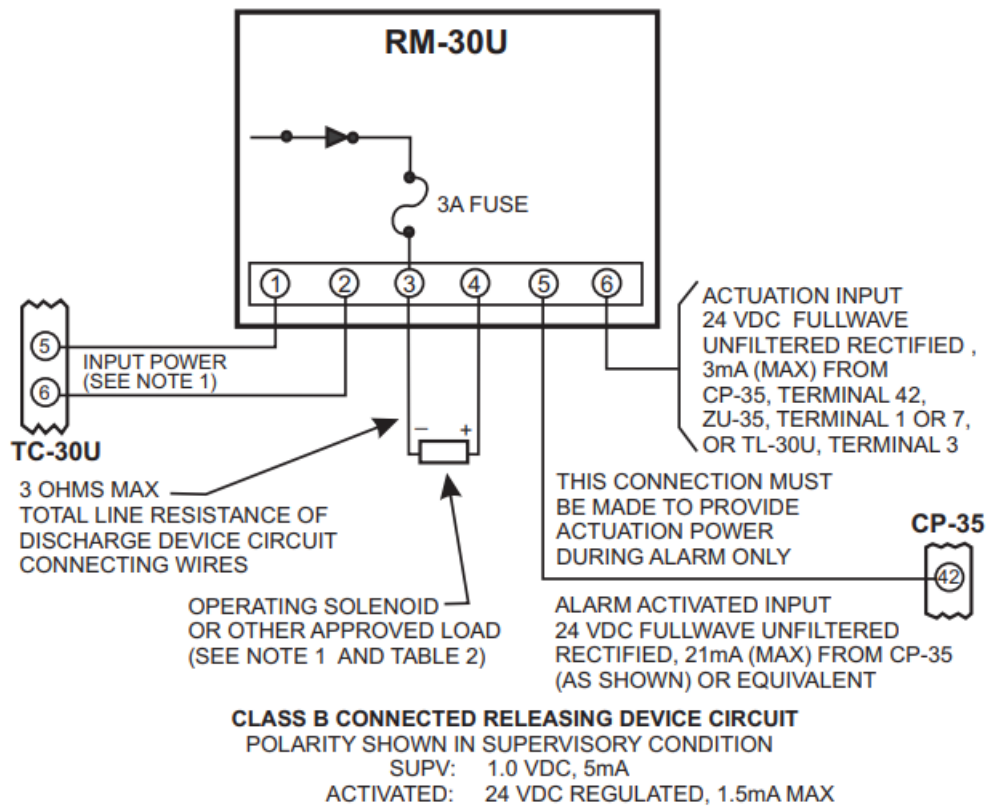 RM-30U
3A FUSE
1 2 3 4 5 6
5
6
TC-30U
INPUT POWER
(SEE NOTE 1)
ACTUATION INPUT
24 VDC FULLWAVE
UNFILTERED RECTIFIED ,
3mA (MAX) FROM
CP-35, TERMINAL 42,
ZU-35, TERMINAL 1 OR 7,
OR TL-30U, TERMINAL 3
– +
3 OHMS MAX
TOTAL LINE RESISTANCE OF
DISCHARGE DEVICE CIRCUIT
CONNECTING WIRES
THIS CONNECTION MUST
BE MADE TO PROVIDE
ACTUATION POWER
DURING ALARM ONLY
CP-35
42
OPERATING SOLENOID
OR OTHER APPROVED LOAD
(SEE NOTE 1 AND TABLE 2)
ALARM ACTIVATED INPUT
24 VDC FULLWAVE UNFILTERED
RECTIFIED, 21mA (MAX) FROM CP-35
(AS SHOWN) OR EQUIVALENT
CLASS B CONNECTED RELEASING DEVICE CIRCUIT
POLARITY SHOWN IN SUPERVISORY CONDITION
SUPV: 1.0 VDC, 5mA
ACTIVATED: 24 VDC REGULATED, 1.5mA MAX